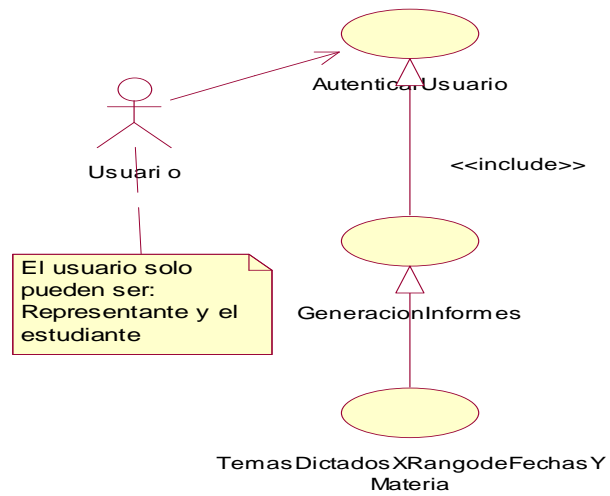 AutenticarUsuario
Usuario
<<include>>
El usuario solo
pueden ser:
Representante y el
estudiante
GeneracionInformes
TemasDictadosXRangodeFechasY
Materia